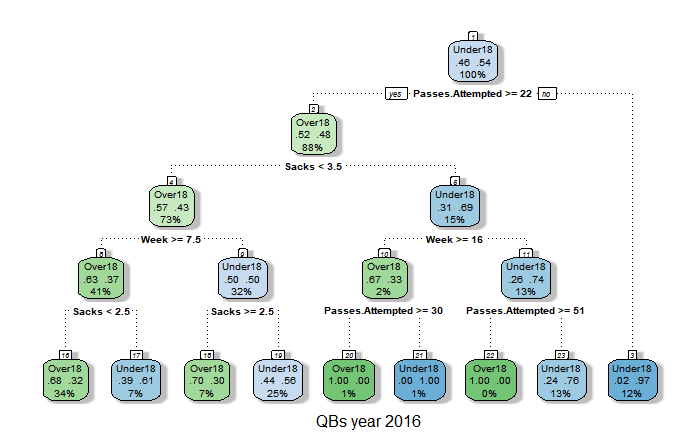 1
Under18
.46 .54
100%
yes Passes.Attempted >= 22 no
2
Over18
.52 .48
88%
Sacks < 3.5
4 5
Over18 Under18
.57 .43 .31 .69
73% 15%
Week >= 7.5 Week >= 16
8 9 10 11
Over18 Under18 Over18 Under18
.63 .37 .50 .50 .67 .33 .26 .74
41% 32% 2% 13%
Sacks < 2.5 Sacks >= 2.5 Passes.Attempted >= 30 Passes.Attempted >= 51
16 17 18 19 20 21 22 23 3
Over18 Under18 Over18 Under18 Over18 Under18 Over18 Under18 Under18
.68 .32 .39 .61 .70 .30 .44 .56 1.00 .00 .00 1.00 1.00 .00 .24 .76 .02 .97
34% 7% 7% 25% 1% 1% 0% 13% 12%
QBs year 2016